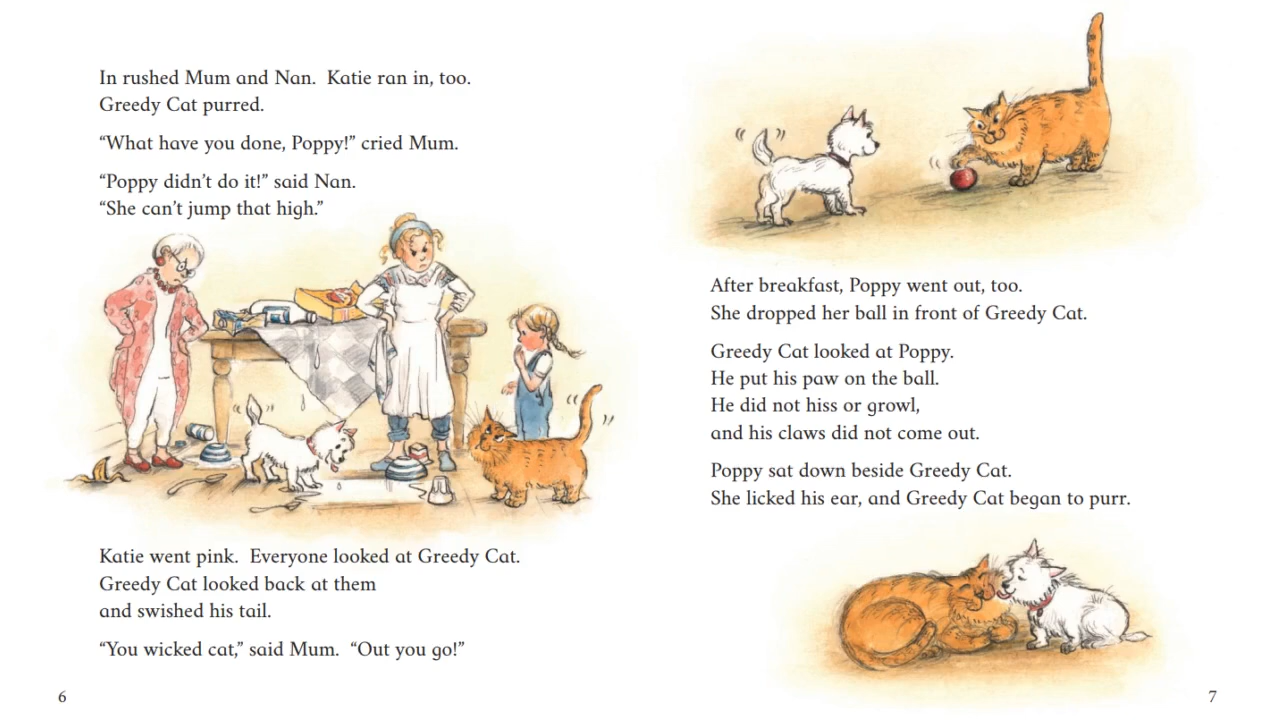 In rushed Mum and Nan.  Katie ran in, too.
Greedy Cat purred.
“What have you done, Poppy!” cried Mum.
“Poppy didn’t do it!” said Nan.
“She can’t jump that high.”
Katie went pink.  Everyone looked at Greedy Cat.
Greedy Cat looked back at them
and swished his tail.
“You wicked cat,” said Mum.  “Out you go!”
6
After breakfast, Poppy went out, too.
She dropped her ball in front of Greedy Cat.
Greedy Cat looked at Poppy.
He put his paw on the ball.
He did not hiss or growl,
and his claws did not come out.
Poppy sat down beside Greedy Cat.
She licked his ear, and Greedy Cat began to purr.
7